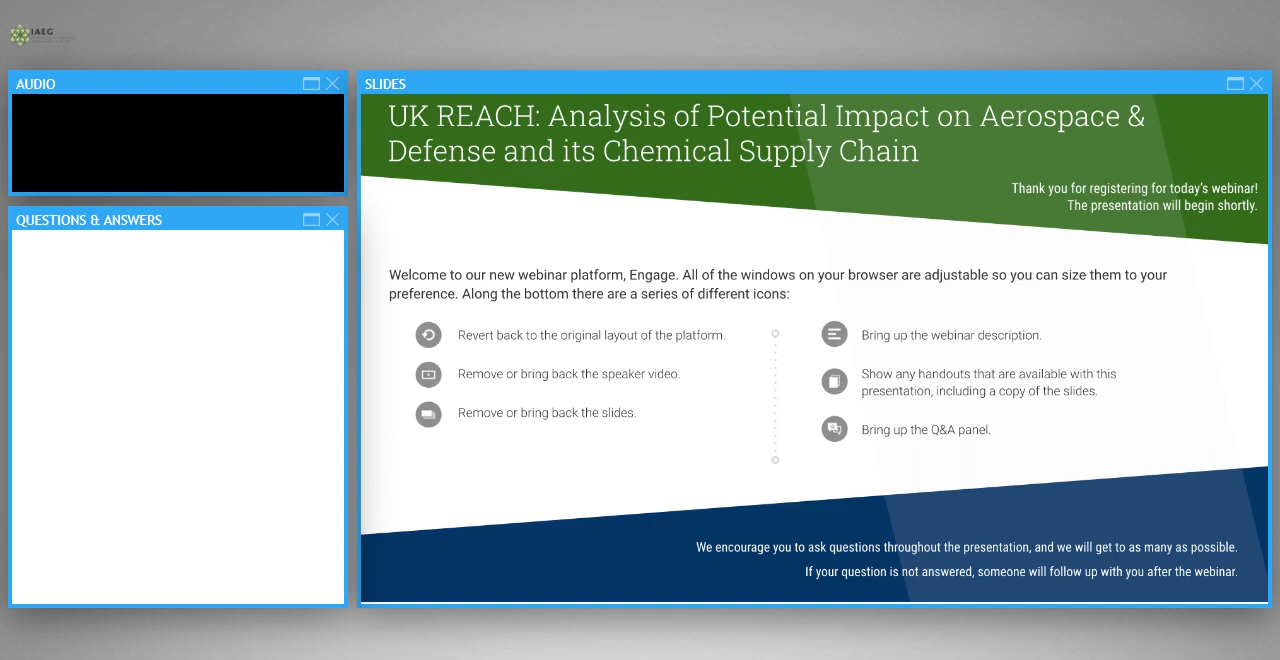 IAEG
AUDIO
QUESTIONS & ANSWERS
SLIDES
UK REACH: Analysis of Potential Impact on Aerospace &
Defense and its Chemical Supply Chain
Thank you for registering for today's webinar!
The presentation will begin shortly.
Welcome to our new webinar platform, Engage. All of the windows on your browser are adjustable so you can size them to your
preference. Along the bottom there are a series of different icons:
Revert back to the original layout of the platform.
Remove or bring back the speaker video.
Remove or bring back the slides.
Bring up the webinar description.
Show any handouts that are available with this
presentation, including a copy of the slides.
Bring up the Q&A panel.
We encourage you to ask questions throughout the presentation, and we will get to as many as possible.
If your question is not answered, someone will follow up with you after the webinar.